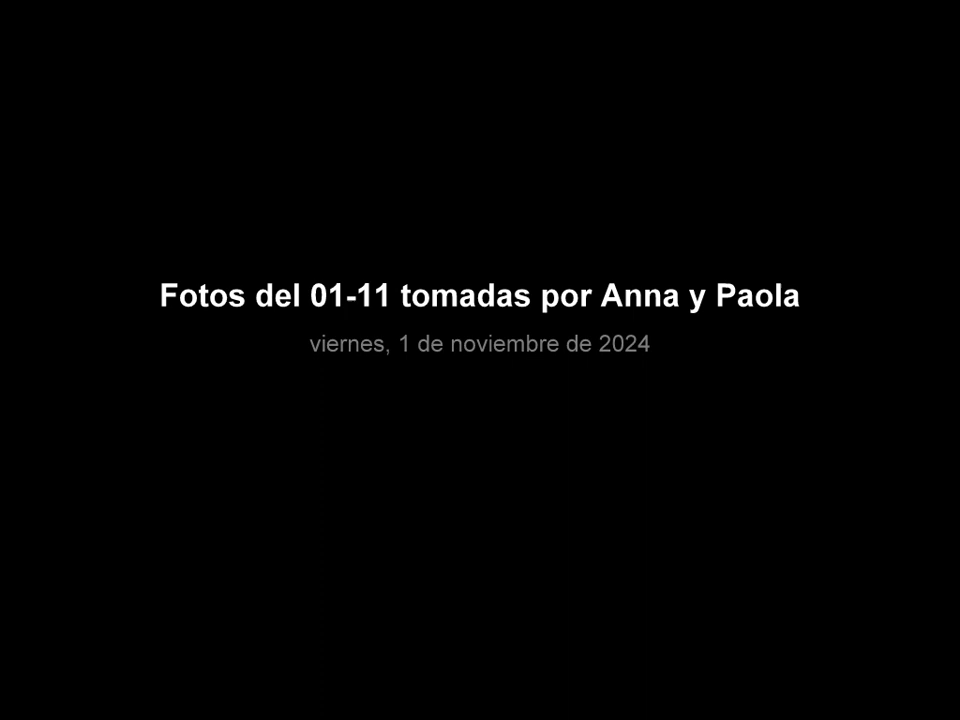 Fotos del 01-11 tomadas por Anna y Paola
viernes, 1 de noviembre de 2024